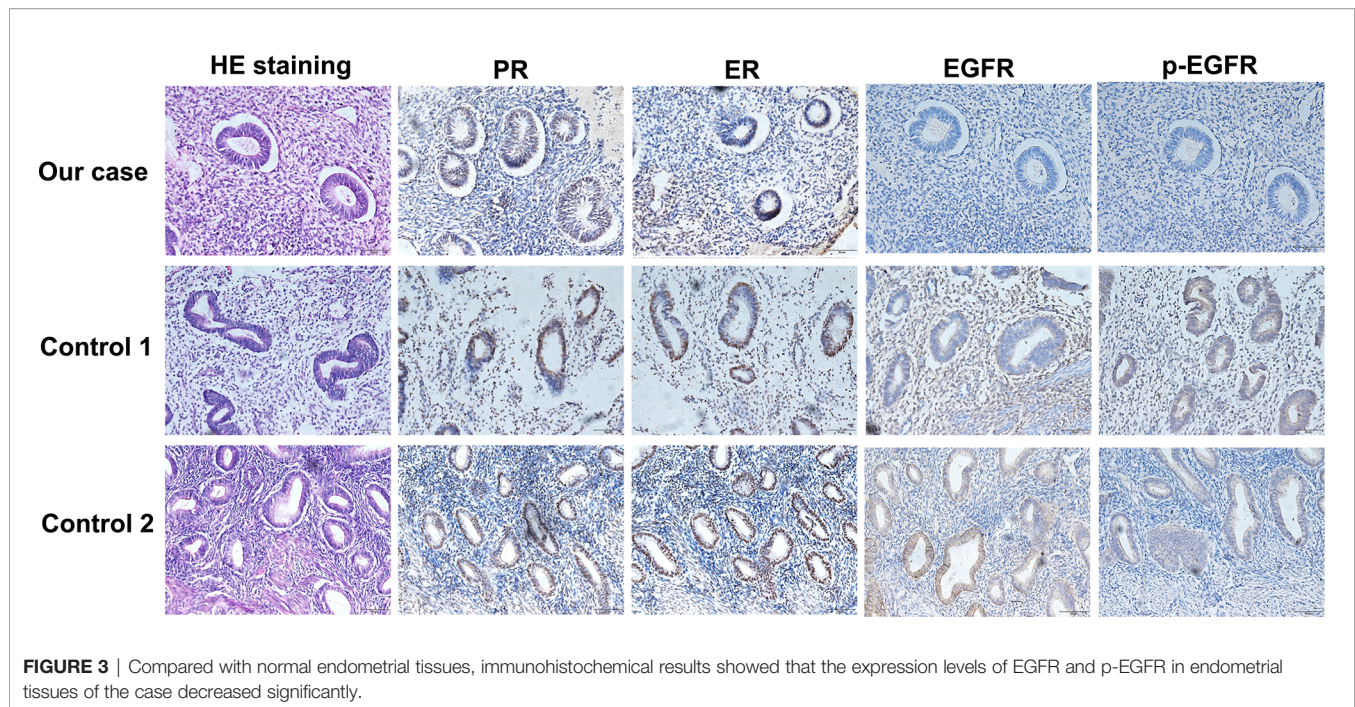 HE staining
PR
ER
EGFR
p-EGFR
Our case
Control 1
Control 2
FIGURE 3 | Compared with normal endometrial tissues, immunohistochemical results showed that the expression levels of EGFR and p-EGFR in endometrial
tissues of the case decreased significantly.